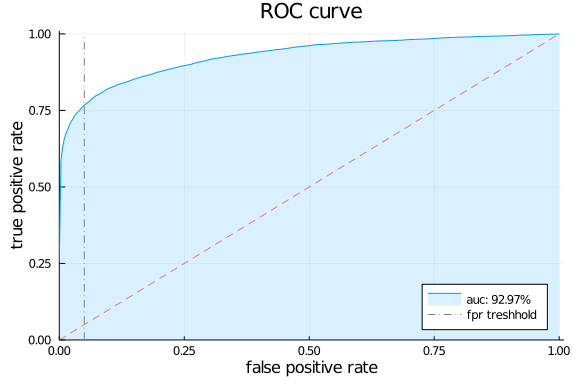 ROC curve
1.00
0.75
0.50
0.25
0.00
true positive rate
0.00
0.25
0.50
0.75
1.00
false positive rate
auc: 92.97%
fpr treshhold